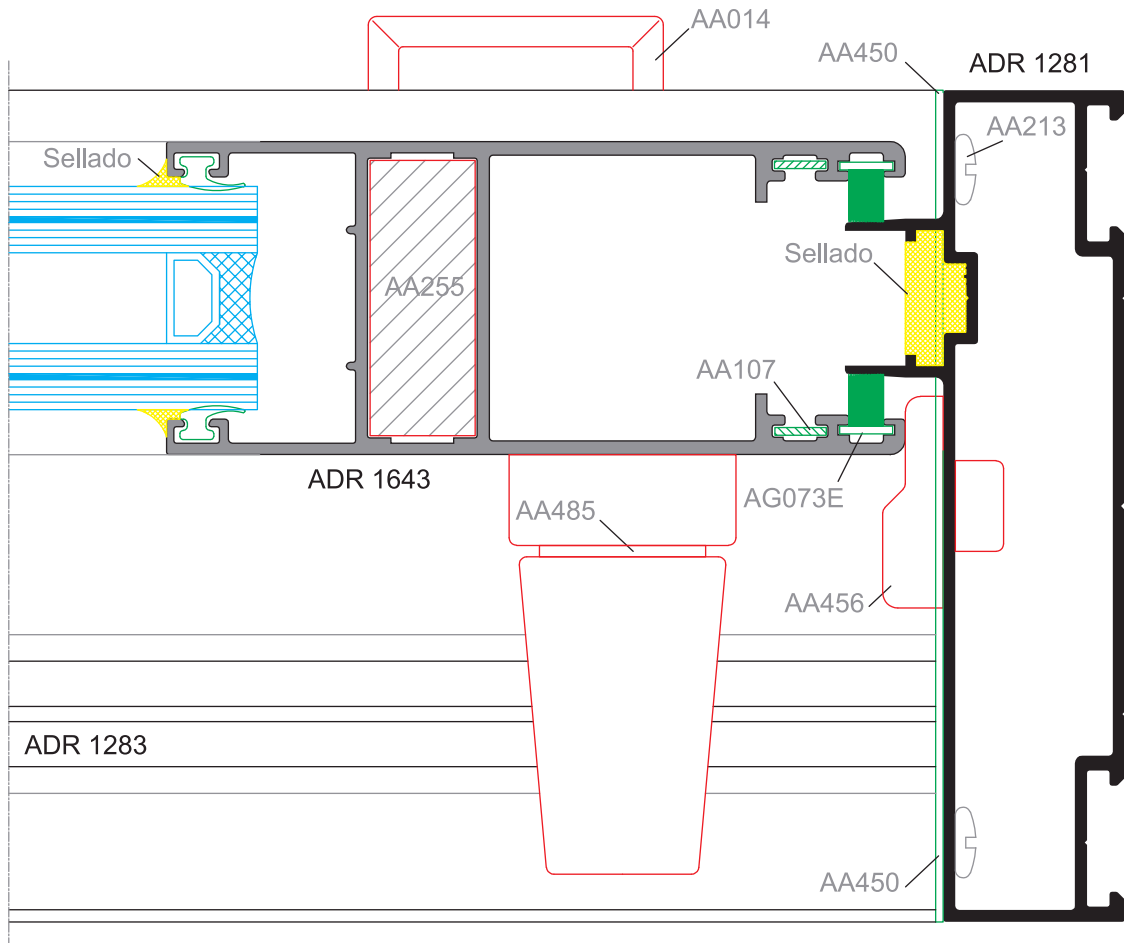 AA014
AA450
ADR 1281
AA213
Sellado
Sellado
AA255
AA107
ADR 1643
AG073E
AA485
AA456
ADR 1283
AA450